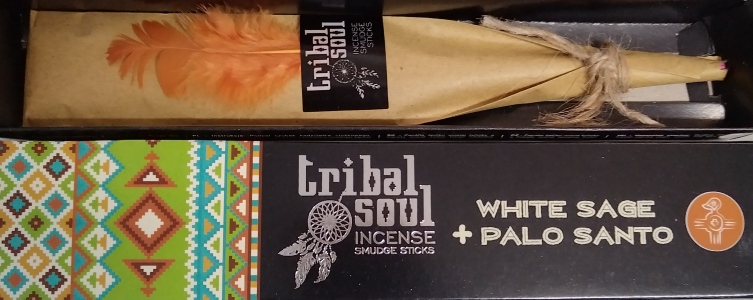 tribal
soul
INCENSE
SMUDGE
STICKS
tribal
soul
INCENSE
SMUDGE STICKS
WHITE SAGE
+ PALO SANTO